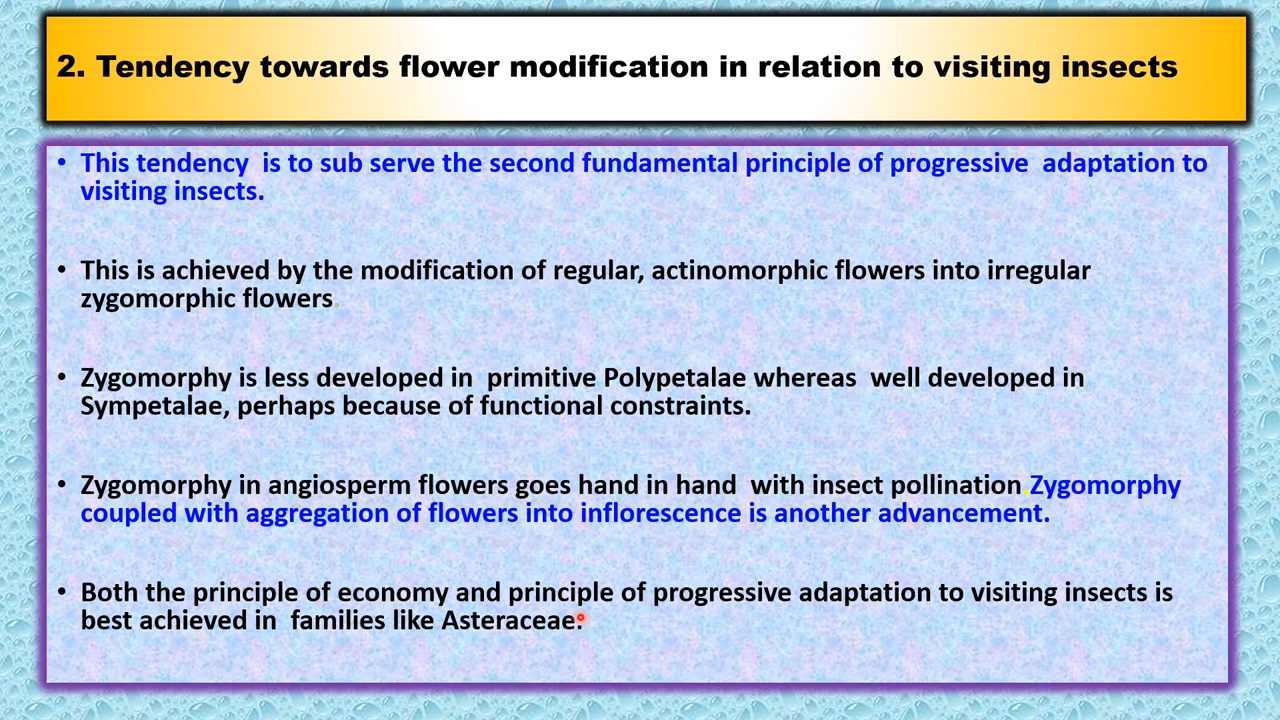 2. Tendency towards flower modification in relation to visiting insects
• This tendency  is to sub serve the second fundamental principle of progressive  adaptation to
visiting insects.
• This is achieved by the modification of regular, actinomorphic flowers into irregular
zygomorphic flowers.
• Zygomorphy is less developed in  primitive Polypetalae whereas  well developed in
Sympetalae, perhaps because of functional constraints.
• Zygomorphy in angiosperm flowers goes hand in hand  with insect pollination.Zygomorphy
coupled with aggregation of flowers into inflorescence is another advancement.
• Both the principle of economy and principle of progressive adaptation to visiting insects is
best achieved in  families like Asteraceae.